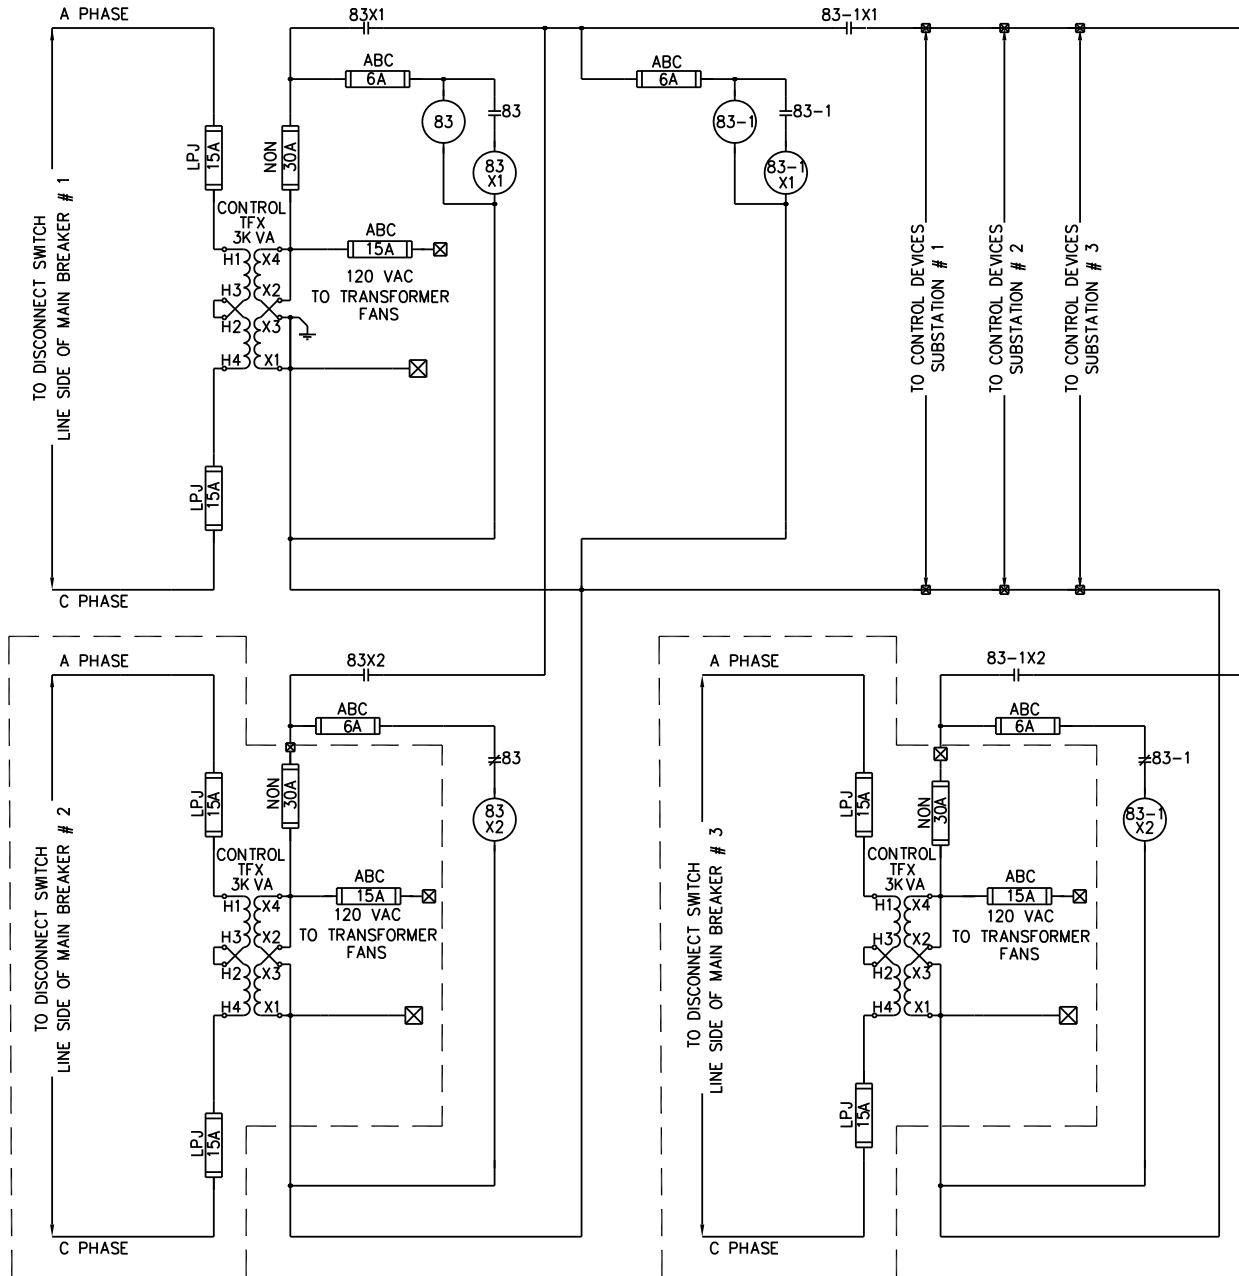 A PHASE
83X1
83-1X1
ABC
6A
83
83
83
X1
ABC
6A
83-1
83-1
83-1
X1
LPJ
15A
NON
30A
CONTROL
TFX
3K VA
H1
X4
H3
X2
H2
X3
H4
X1
ABC
15A
120 VAC
TO TRANSFORMER
FANS
TO DISCONNECT SWITCH
LINE SIDE OF MAIN BREAKER # 1
LPJ
15A
C PHASE
TO CONTROL DEVICES
SUBSTATION # 1
TO CONTROL DEVICES
SUBSTATION # 2
TO CONTROL DEVICES
SUBSTATION # 3
A PHASE
83X2
ABC
6A
83
83
X2
LPJ
15A
NON
30A
CONTROL
TFX
3K VA
H1
X4
H3
X2
H2
X3
H4
X1
ABC
15A
120 VAC
TO TRANSFORMER
FANS
TO DISCONNECT SWITCH
LINE SIDE OF MAIN BREAKER # 2
LPJ
15A
C PHASE
A PHASE
83-1X2
ABC
6A
83-1
83-1
X2
LPJ
15A
NON
30A
CONTROL
TFX
3K VA
H1
X4
H3
X2
H2
X3
H4
X1
ABC
15A
120 VAC
TO TRANSFORMER
FANS
TO DISCONNECT SWITCH
LINE SIDE OF MAIN BREAKER # 3
LPJ
15A
C PHASE